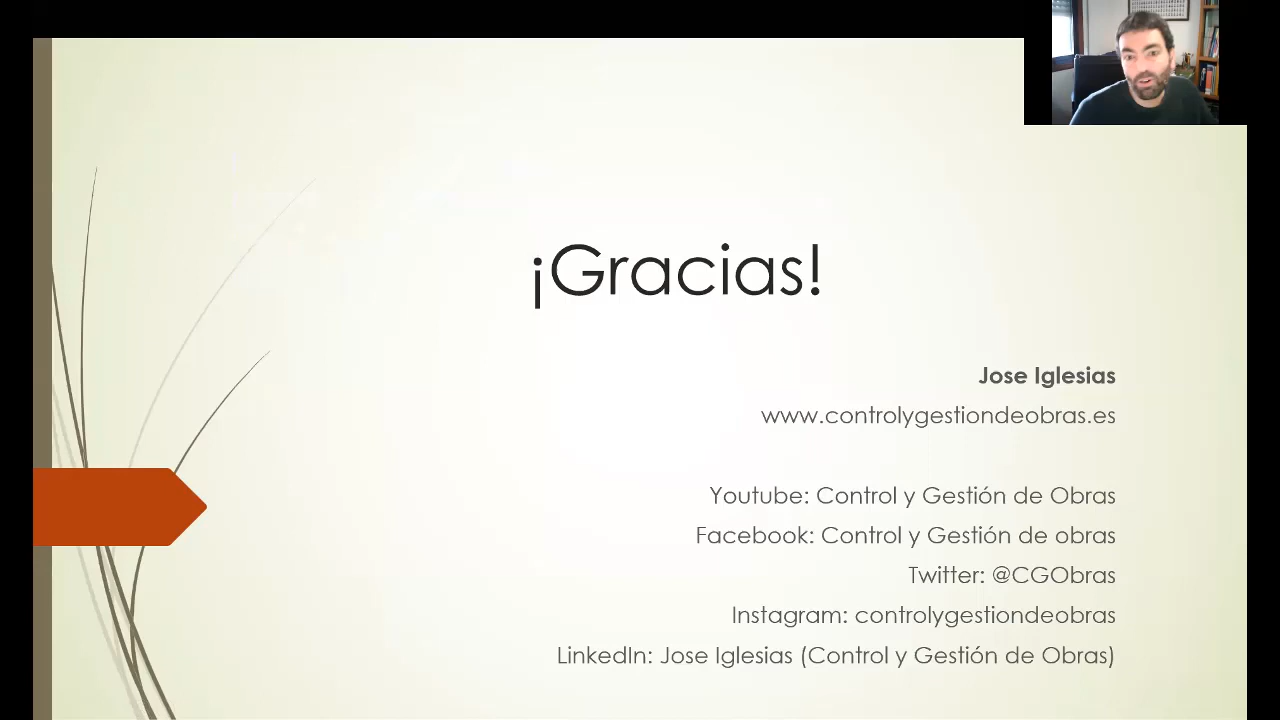 ¡Gracias!
Jose Iglesias
www.controlygestiondeobras.es
Youtube: Control y Gestión de Obras
Facebook: Control y Gestión de obras
Twitter: @CGObras
Instagram: controlygestiondeobras
LinkedIn: Jose Iglesias (Control y Gestión de Obras)